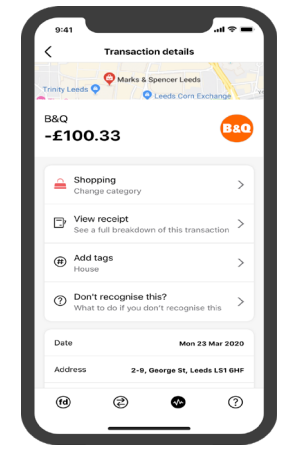 9:41
Transaction details
Marks & Spencer Leeds
Trinity Leeds
Leeds Corn Exchange
B&Q
-£100.33
B&Q
Shopping
Change category
View receipt
See a full breakdown of this transaction
Add tags
House
Don't recognise this?
What to do if you don't recognise this
Date Mon 23 Mar 2020
Address 2-9, George St, Leeds LS1 6HF
fd